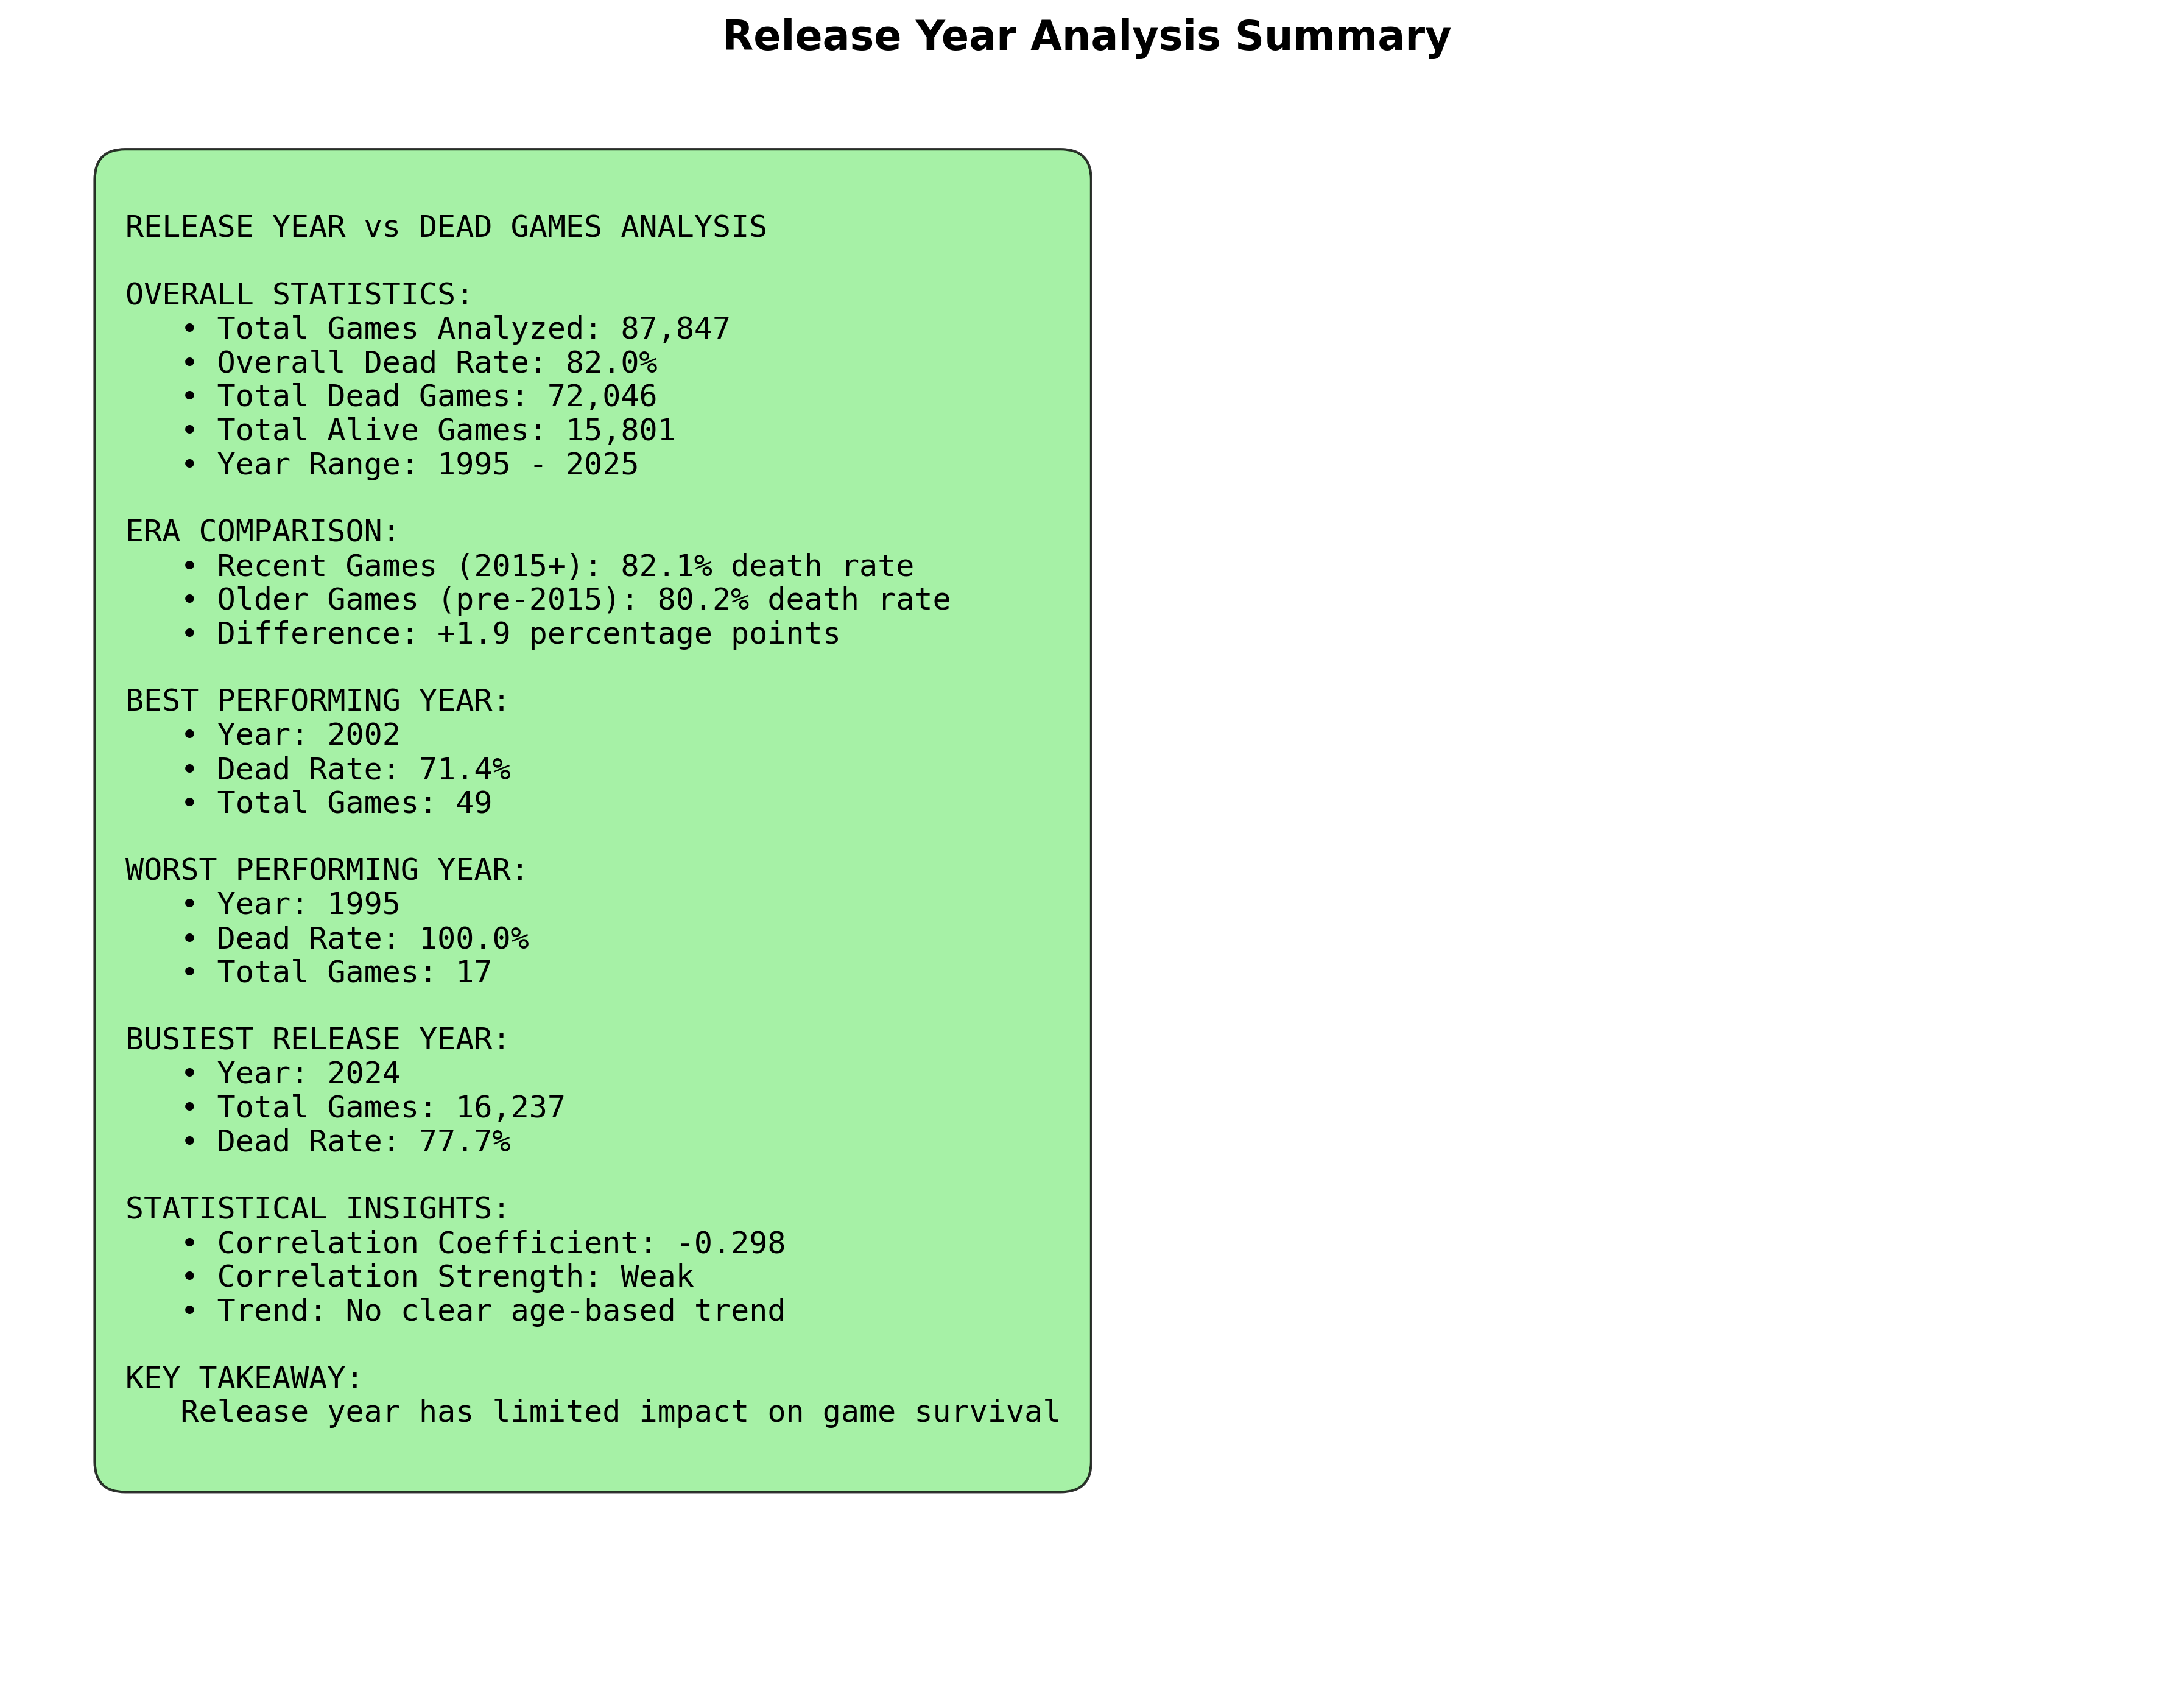 Release Year Analysis Summary
RELEASE YEAR vs DEAD GAMES ANALYSIS
OVERALL STATISTICS:
• Total Games Analyzed: 87,847
• Overall Dead Rate: 82.0%
• Total Dead Games: 72,046
• Total Alive Games: 15,801
• Year Range: 1995 - 2025
ERA COMPARISON:
• Recent Games (2015+): 82.1% death rate
• Older Games (pre-2015): 80.2% death rate
• Difference: +1.9 percentage points
BEST PERFORMING YEAR:
• Year: 2002
• Dead Rate: 71.4%
• Total Games: 49
WORST PERFORMING YEAR:
• Year: 1995
• Dead Rate: 100.0%
• Total Games: 17
BUSIEST RELEASE YEAR:
• Year: 2024
• Total Games: 16,237
• Dead Rate: 77.7%
STATISTICAL INSIGHTS:
• Correlation Coefficient: -0.298
• Correlation Strength: Weak
• Trend: No clear age-based trend
KEY TAKEAWAY:
Release year has limited impact on game survival